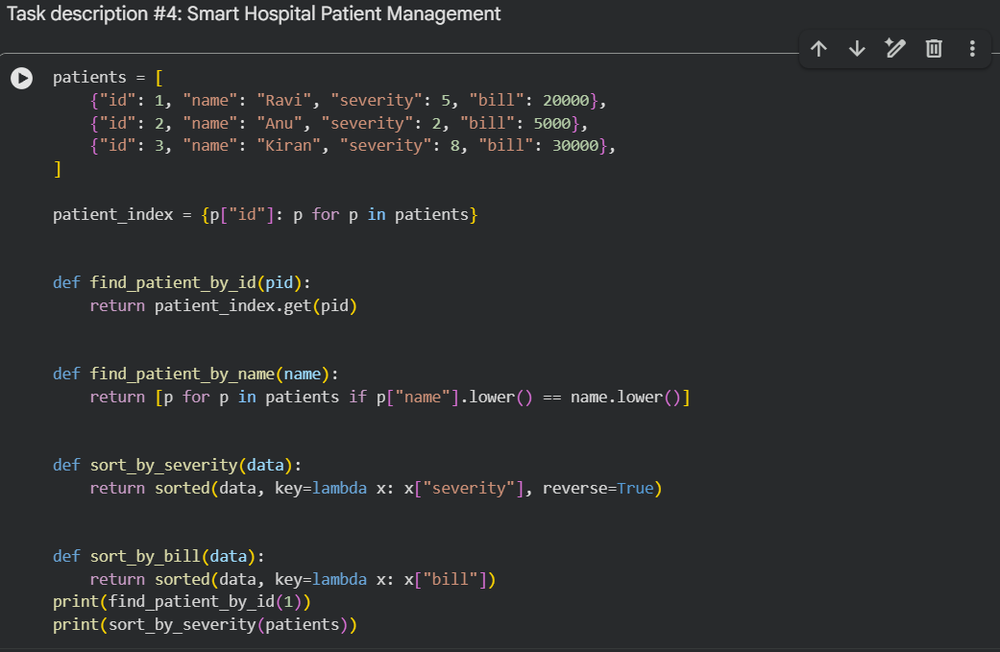 Task description #4: Smart Hospital Patient Management
patients = [
    {"id": 1, "name": "Ravi", "severity": 5, "bill": 20000},
    {"id": 2, "name": "Anu", "severity": 2, "bill": 5000},
    {"id": 3, "name": "Kiran", "severity": 8, "bill": 30000},
]
patient_index = {p["id"]: p for p in patients}
def find_patient_by_id(pid):
    return patient_index.get(pid)
def find_patient_by_name(name):
    return [p for p in patients if p["name"].lower() == name.lower()]
def sort_by_severity(data):
    return sorted(data, key=lambda x: x["severity"], reverse=True)
def sort_by_bill(data):
    return sorted(data, key=lambda x: x["bill"])
print(find_patient_by_id(1))
print(sort_by_severity(patients))